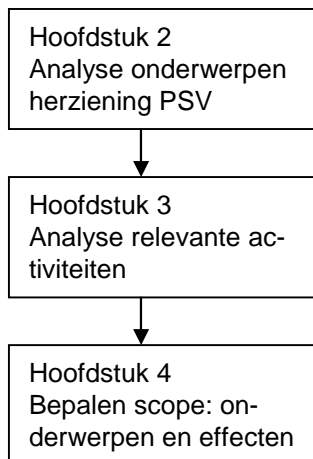 Hoofdstuk 2
Analyse onderwerpen
herziening PSV
Hoofdstuk 3
Analyse relevante ac-
tiviteiten
Hoofdstuk 4
Bepalen scope: on-
derwerpen en effecten